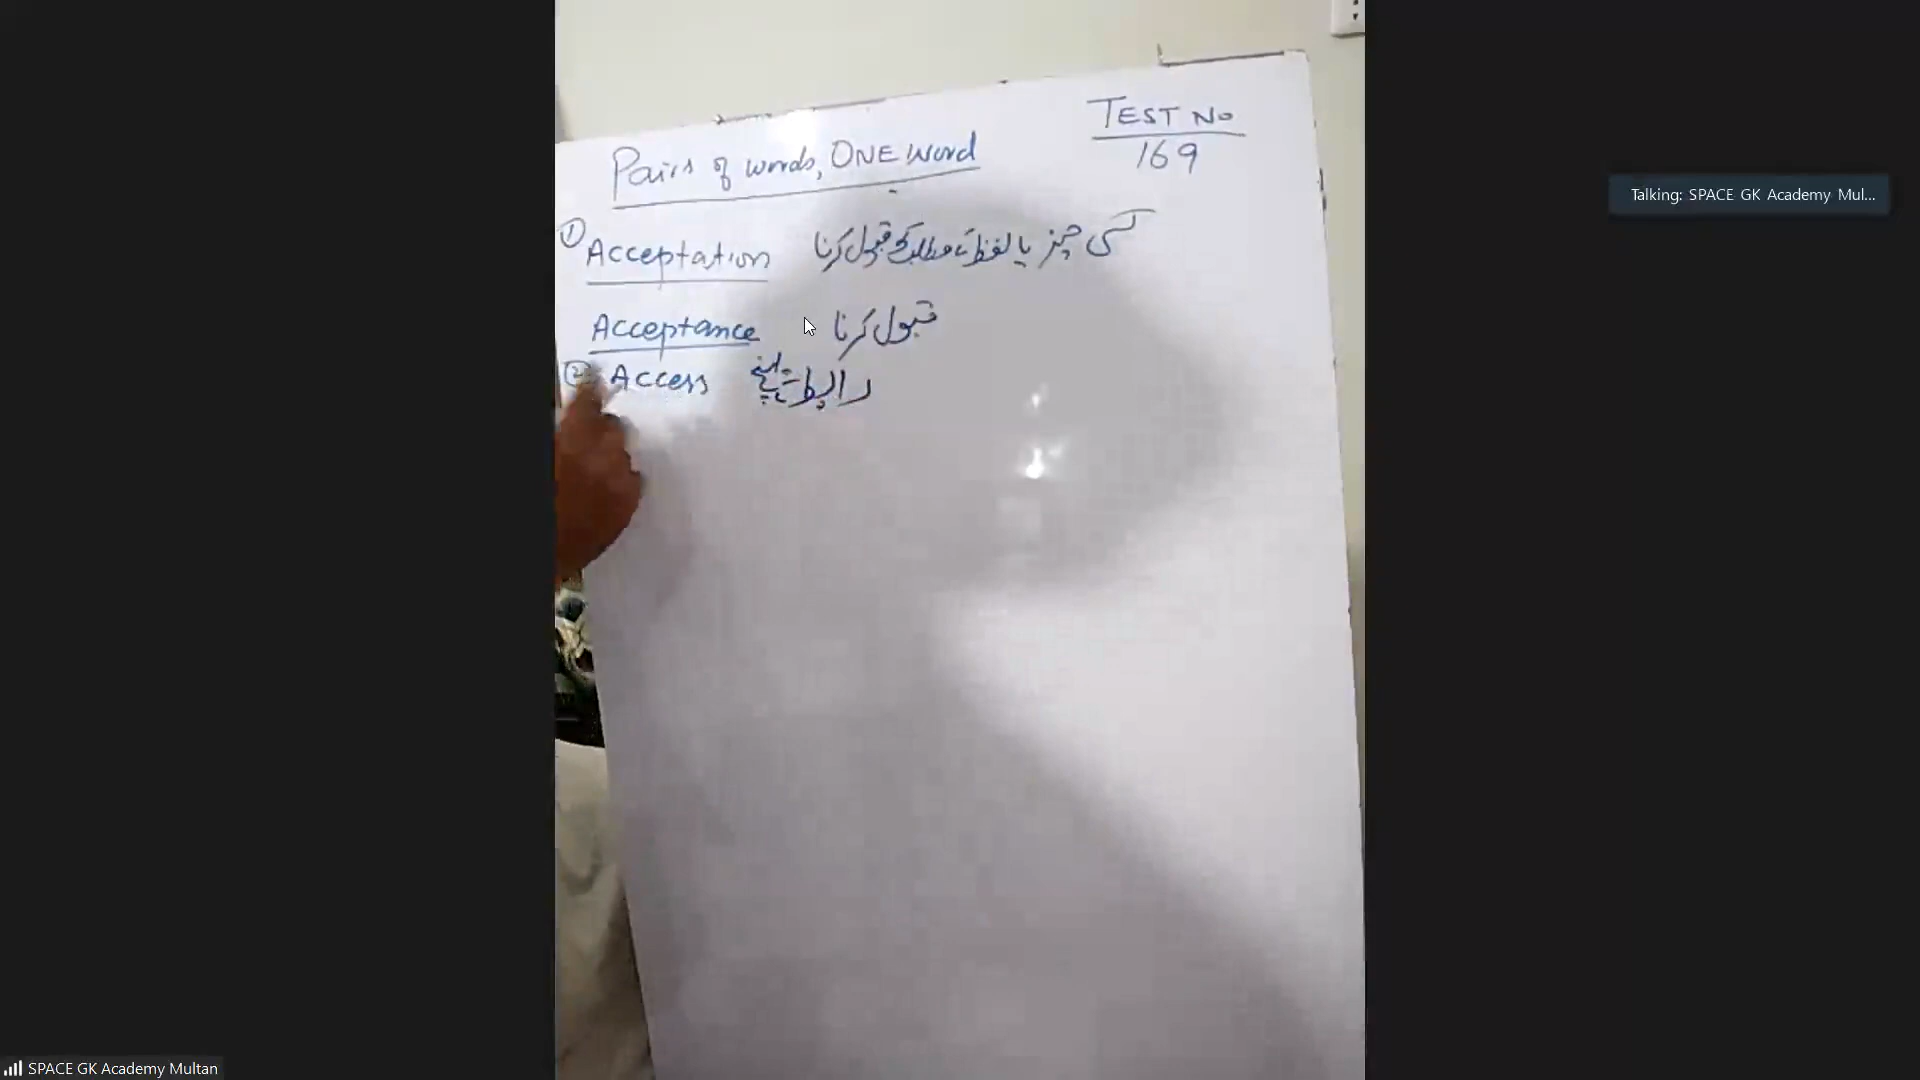 TEST No
169
Pairs of words, ONE Word
① Acceptation کسی چیز یا لفظ کا مطلب کے قبول کرنا
Acceptance قبول کرنا
② Access رابطہ
Talking: SPACE GK Academy Mul...
SPACE GK Academy Multan